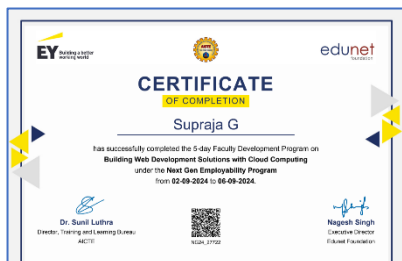 EY
Building a better
working world
AICTE
edunet
foundation
CERTIFICATE
OF COMPLETION
Supraja G
has successfully completed the 5-day Faculty Development Program on
Building Web Development Solutions with Cloud Computing
under the Next Gen Employability Program
from 02-09-2024 to 06-09-2024.
Dr. Sunil Luthra
Director, Training and Learning Bureau
AICTE
Nagesh Singh
Executive Director
Edunet Foundation